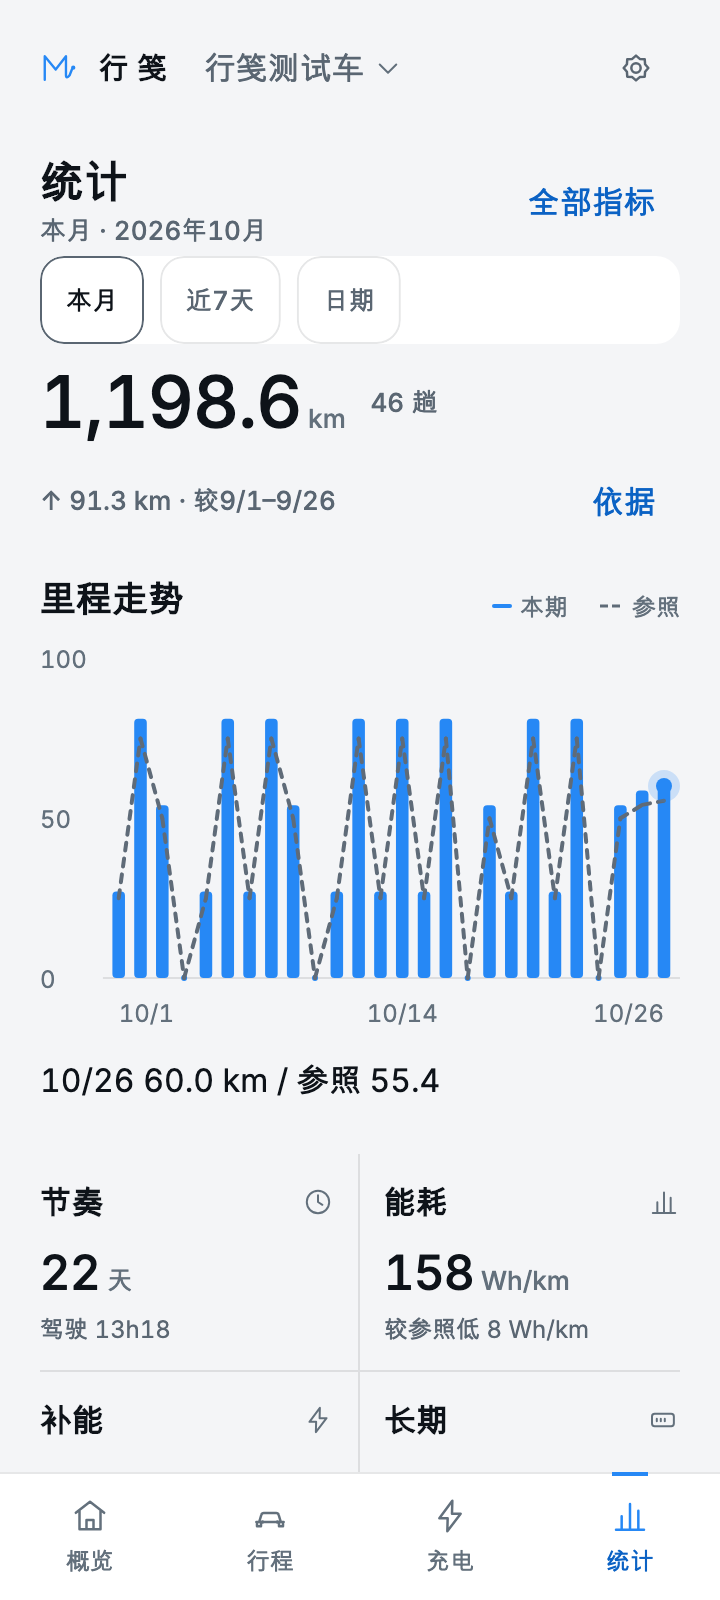 行笺 行笺测试车
统计
全部指标
本月 · 2026年10月
本月 近7天 日期
1,198.6 km 46 趟
↑ 91.3 km · 较9/1–9/26 依据
里程走势 本期 参照
100
50
0
10/1 10/14 10/26
10/26 60.0 km / 参照 55.4
节奏 能耗
22 天 158 Wh/km
驾驶 13h18 较参照低 8 Wh/km
补能 长期
概览 行程 充电 统计